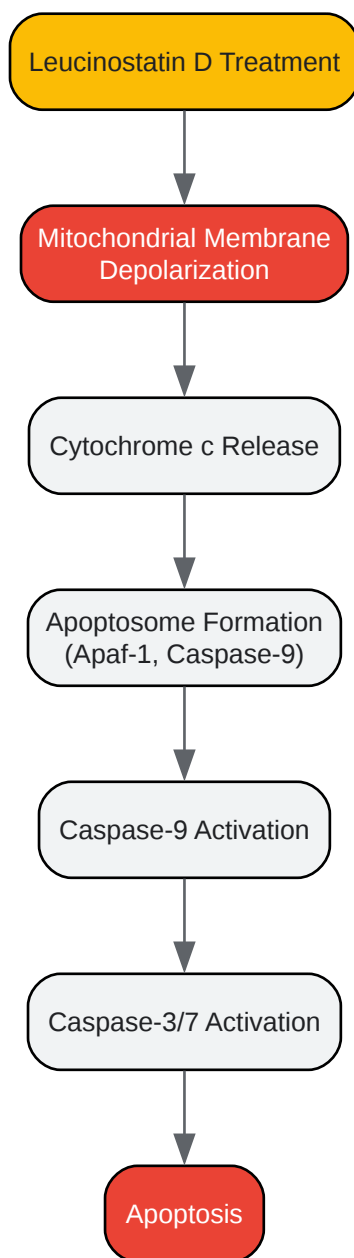 Leucinostatin D Treatment
Mitochondrial Membrane
Depolarization
Cytochrome c Release
Apoptosome Formation
(Apaf-1, Caspase-9)
Caspase-9 Activation
Caspase-3/7 Activation
Apoptosis